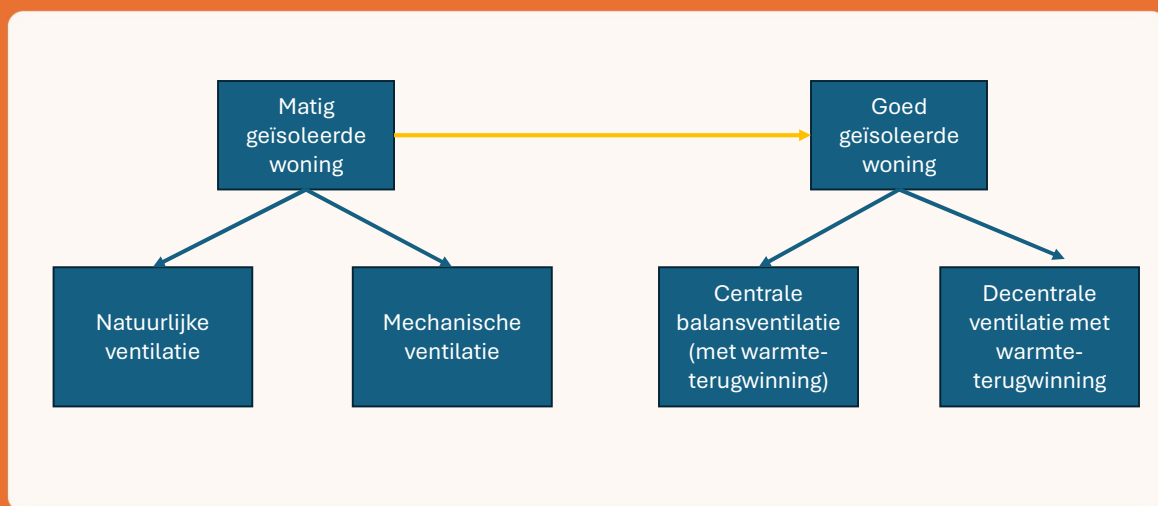 Matig
geïsoleerde
woning
Goed
geïsoleerde
woning
Natuurlijke
ventilatie
Mechanische
ventilatie
Centrale
balansventilatie
(met warmte-
terugwinning)
Decentrale
ventilatie met
warmte-
terugwinning